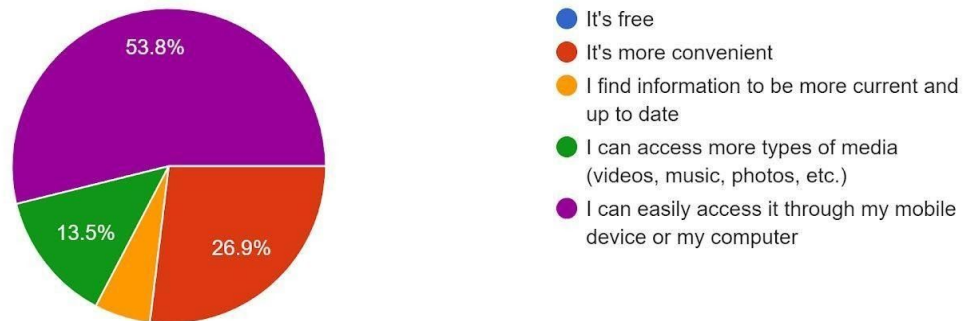 53.8%
13.5%
26.9%
It's free
It's more convenient
I find information to be more current and
up to date
I can access more types of media
(videos, music, photos, etc.)
I can easily access it through my mobile
device or my computer